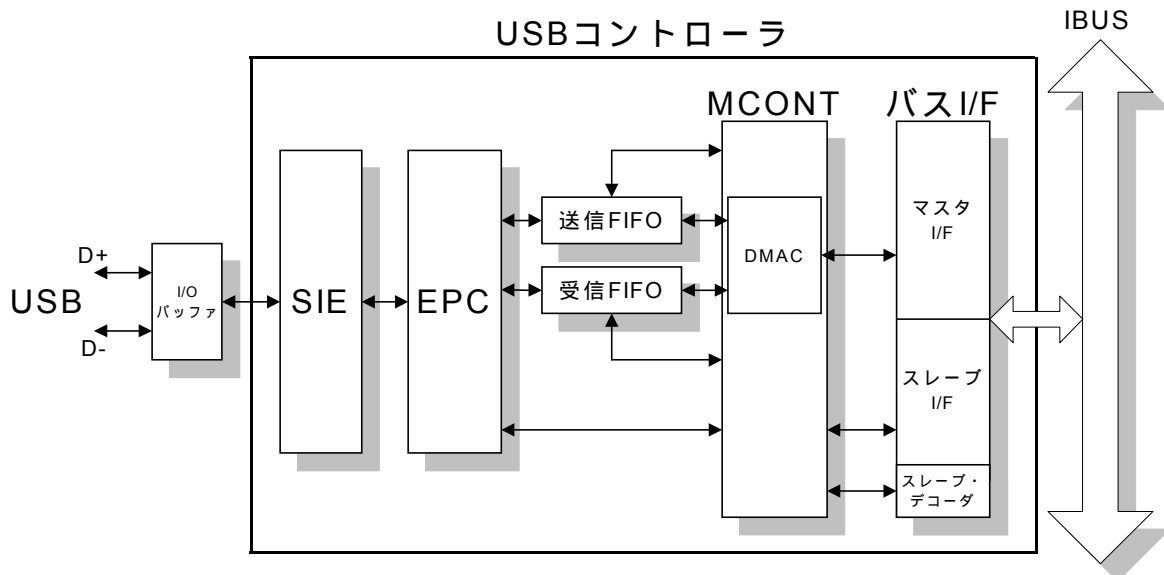 USBコントローラ
IBUS
MCONT
バスI/F
送信FIFO
マスタ
I/F
DMAC
D+
USB
I/O
バッファ
SIE
EPC
受信FIFO
D-
スレーブ
I/F
スレーブ・
デコーダ